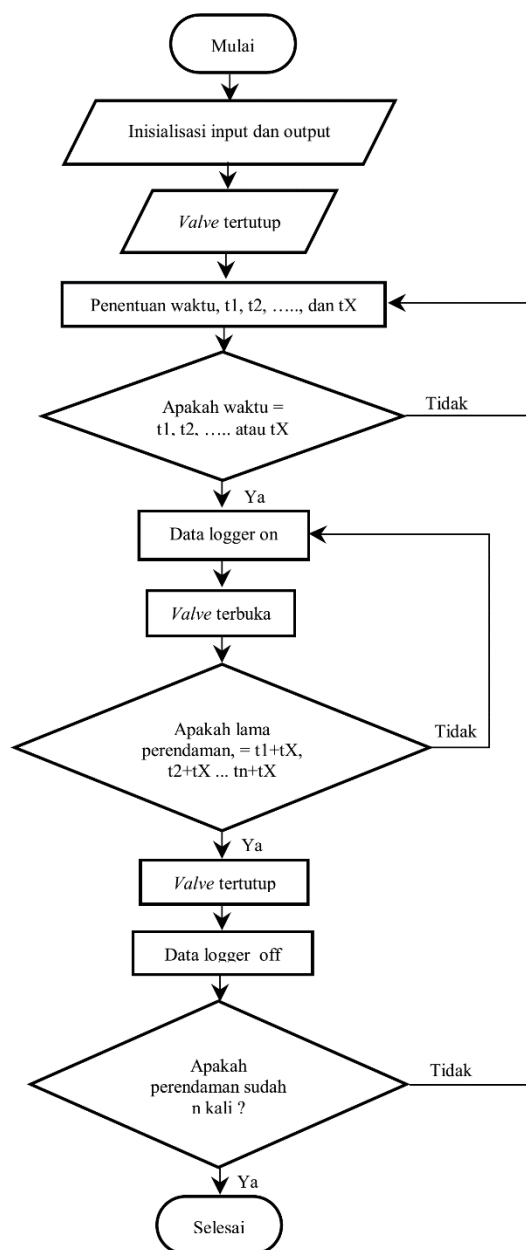 Mulai
Inisialisasi input dan output
Valve tertutup
Penentuan waktu, t1, t2, ….., dan tX
Apakah waktu =
t1, t2, ….. atau tX
Tidak
Ya
Data logger on
Valve terbuka
Apakah lama
perendaman, = t1+tX,
t2+tX ... tn+tX
Tidak
Ya
Valve tertutup
Data logger off
Apakah
perendaman sudah
n kali ?
Tidak
Ya
Selesai